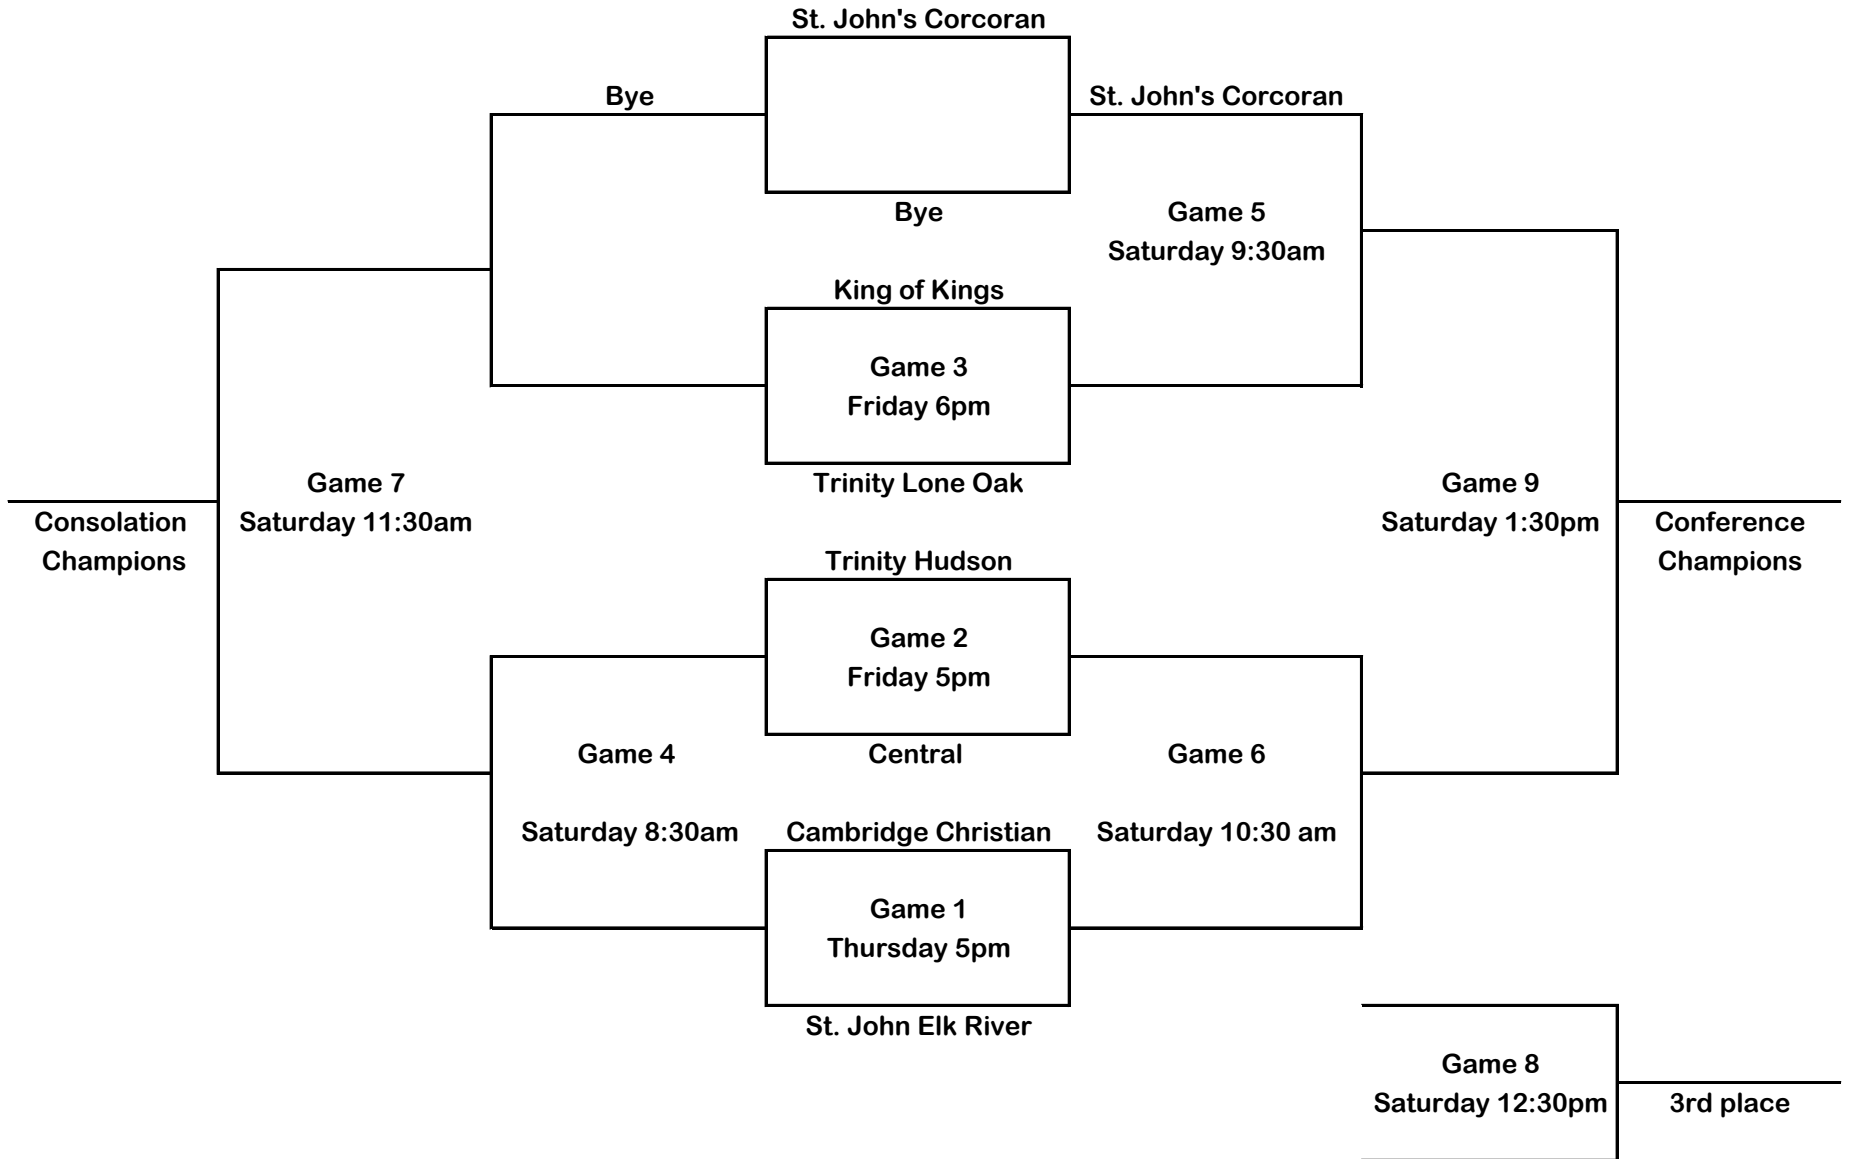 St. John's Corcoran
Bye
St. John's Corcoran
Bye
Game 5
Saturday 9:30am
King of Kings
Game 3
Friday 6pm
Trinity Lone Oak
Game 7
Saturday 11:30am
Consolation
Champions
Game 9
Saturday 1:30pm
Conference
Champions
Trinity Hudson
Game 2
Friday 5pm
Central
Game 4
Saturday 8:30am
Game 6
Saturday 10:30 am
Cambridge Christian
Game 1
Thursday 5pm
St. John Elk River
Game 8
Saturday 12:30pm
3rd place